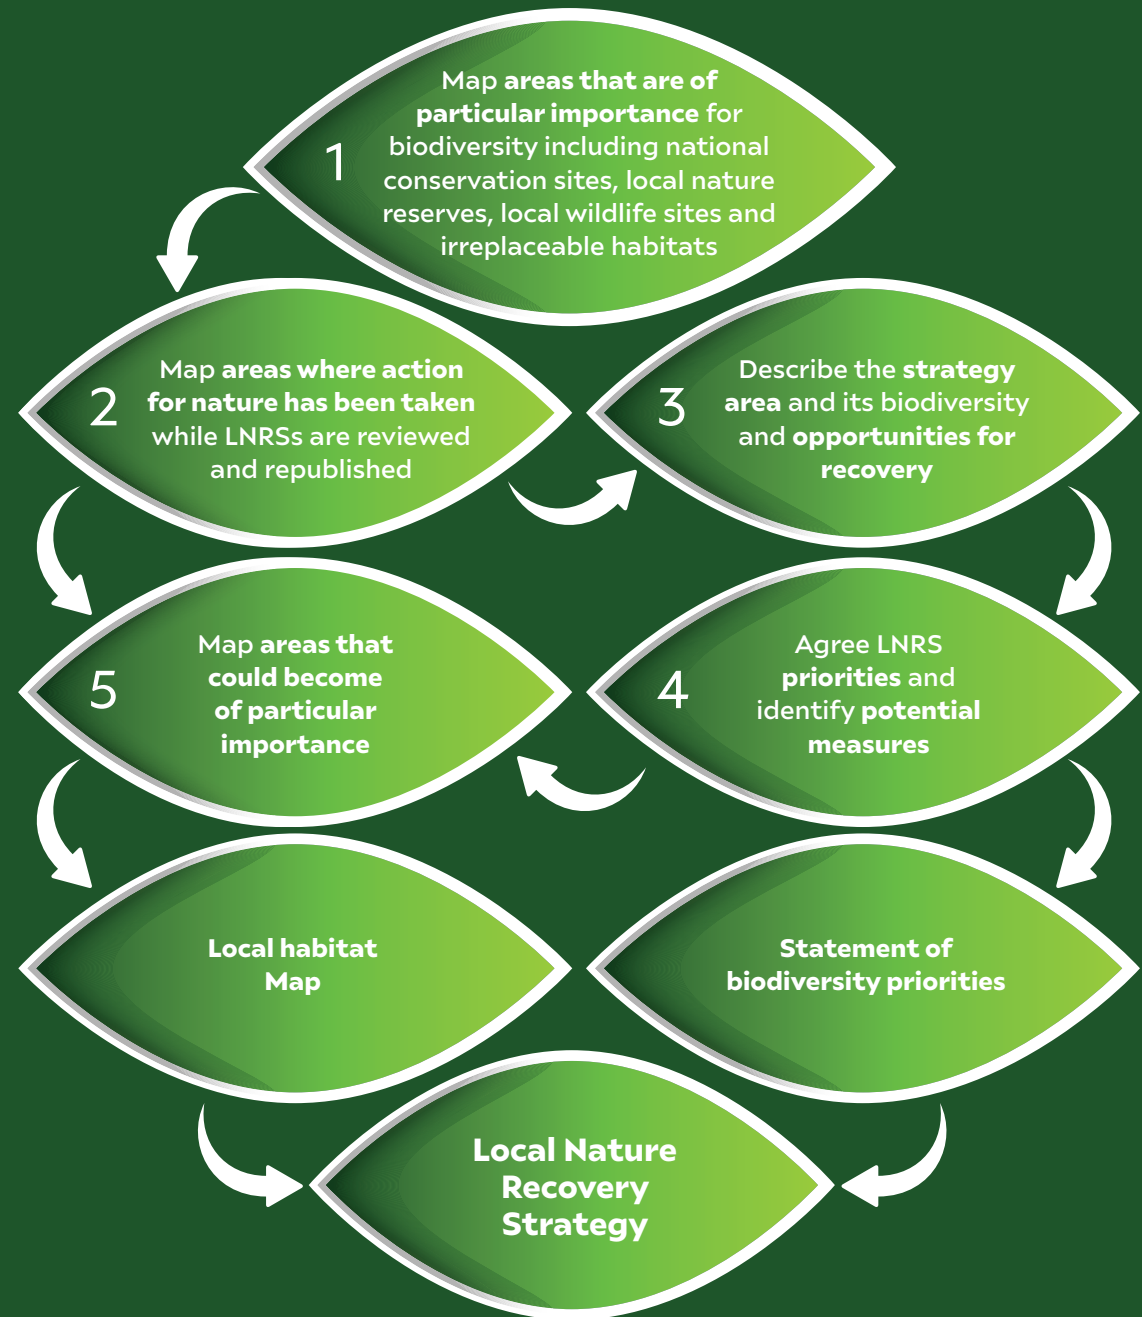 1
Map areas that are of
particular importance for
biodiversity including national
conservation sites, local nature
reserves, local wildlife sites and
irreplaceable habitats
2
Map areas where action
for nature has been taken
while LNRSs are reviewed
and republished
3
Describe the strategy
area and its biodiversity
and opportunities for
recovery
4
Agree LNRS
priorities and
identify potential
measures
5
Map areas that
could become
of particular
importance
Local habitat
Map
Statement of
biodiversity priorities
Local Nature
Recovery
Strategy